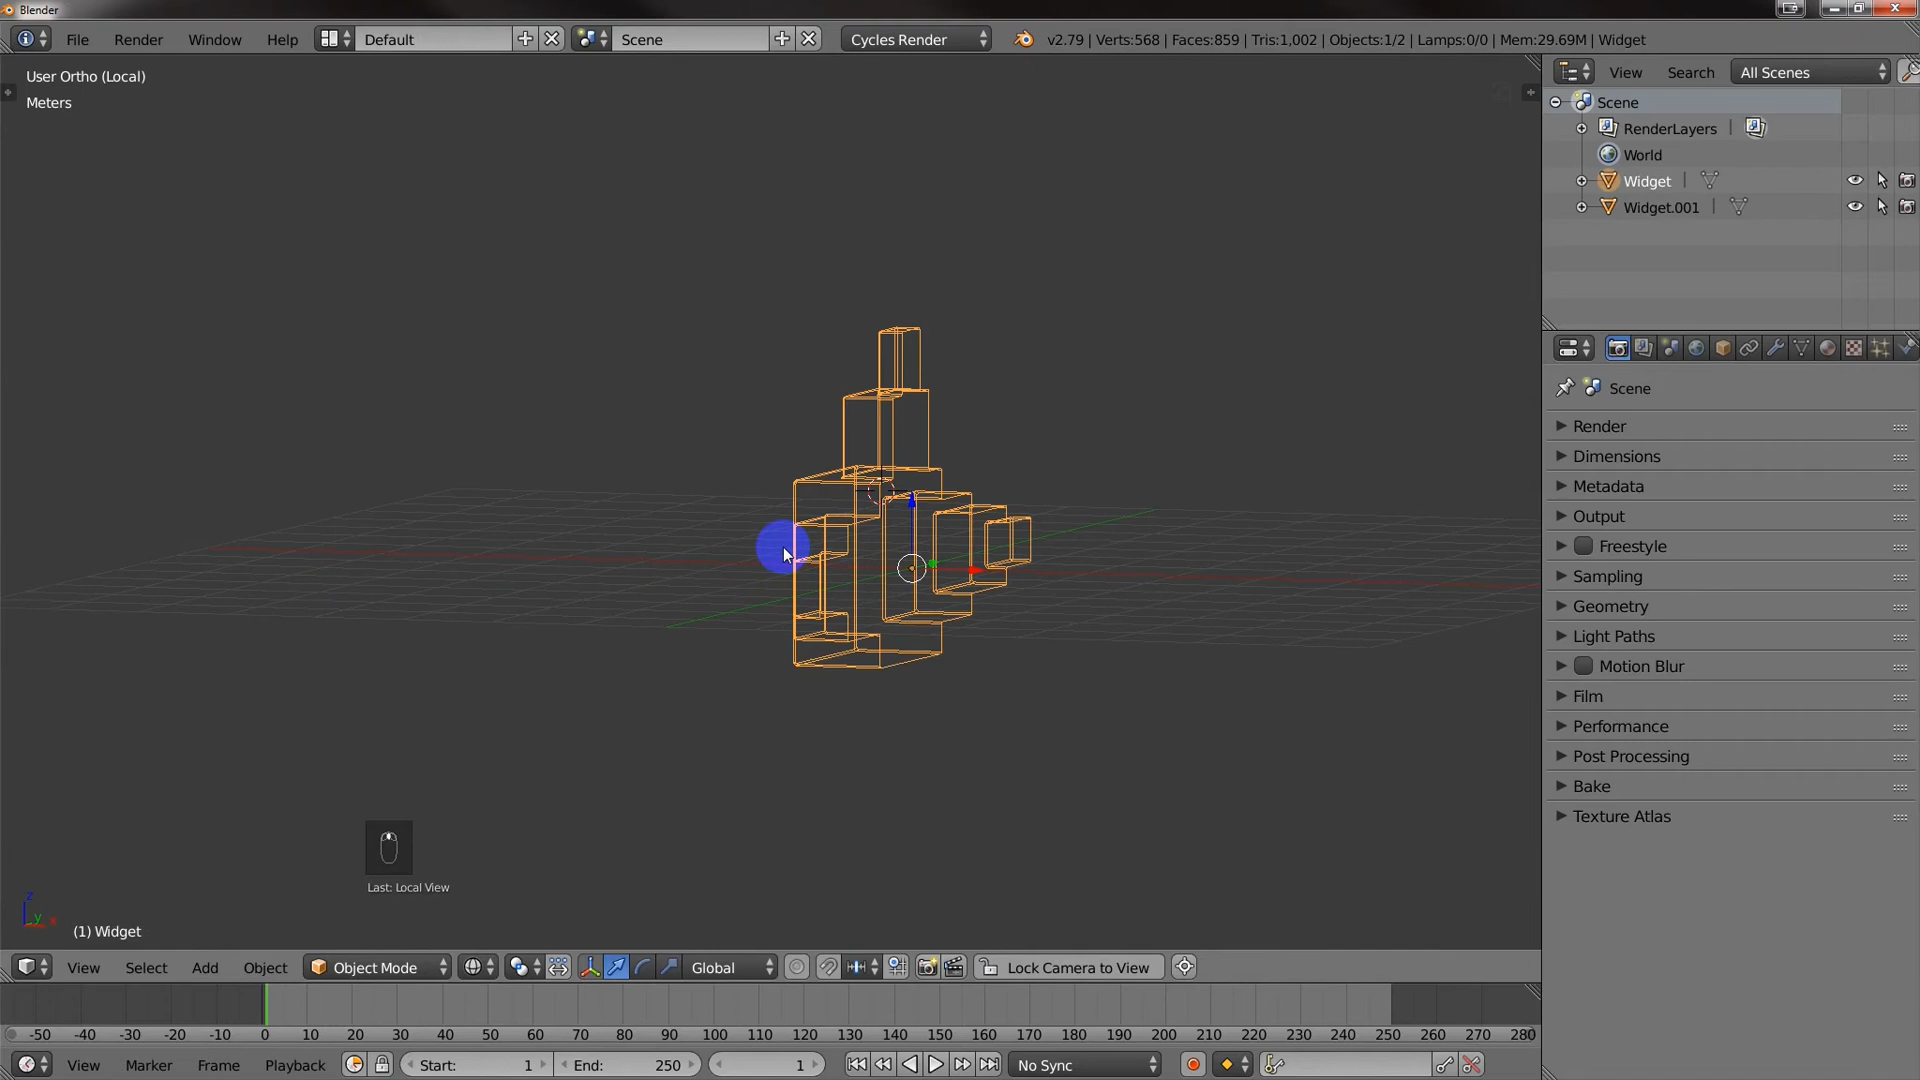 Blender
File Render Window Help Default Scene Cycles Render v2.79 | Verts:568 | Faces:859 | Tris:1,002 | Objects:1/2 | Lamps:0/0 | Mem:29.69M | Widget
User Ortho (Local)
Meters
View Search All Scenes
Scene
RenderLayers
World
Widget
Widget.001
Scene
Render
Dimensions
Metadata
Output
Freestyle
Sampling
Geometry
Light Paths
Motion Blur
Film
Performance
Post Processing
Bake
Texture Atlas
Last: Local View
z
y
x
(1) Widget
View Select Add Object Object Mode Global Lock Camera to View
-50 -40 -30 -20 -10 0 10 20 30 40 50 60 70 80 90 100 110 120 130 140 150 160 170 180 190 200 210 220 230 240 250 260 270 280
View Marker Frame Playback Start: 1 End: 250 1 No Sync